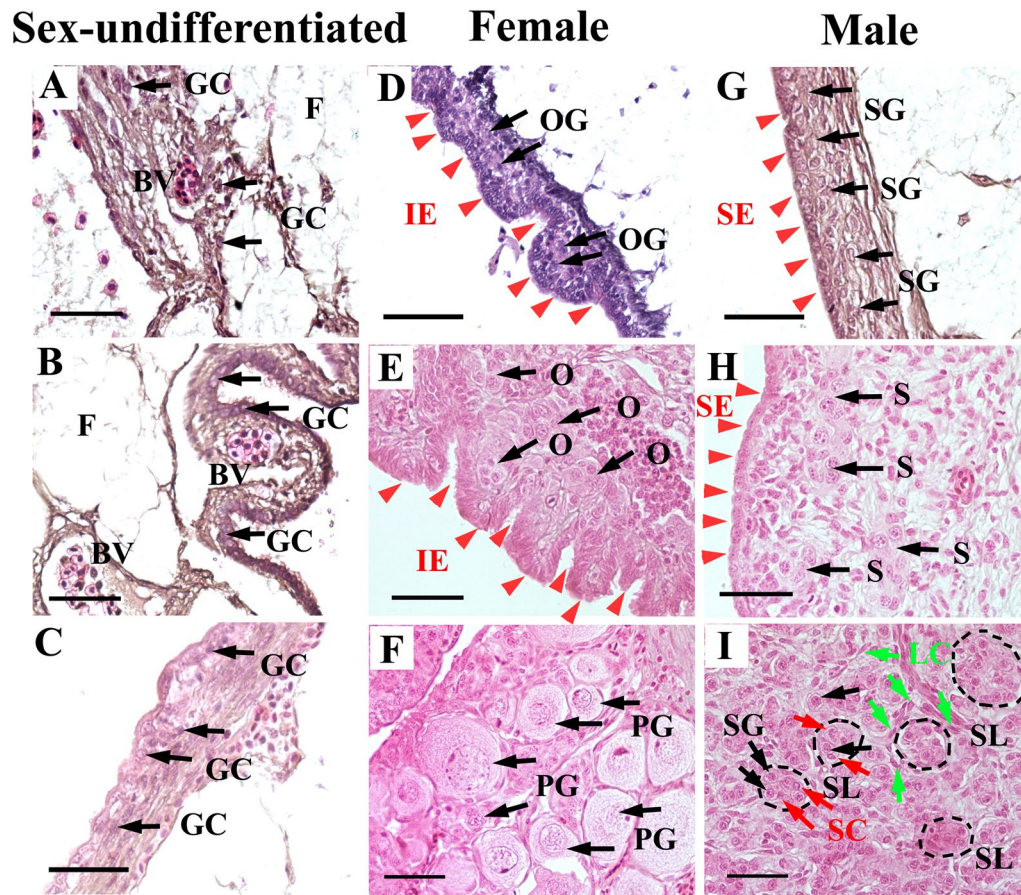 Sex-undifferentiated Female Male
A GC F BV GC
D OG IE OG
G SG SE SG SG
B GC F BV GC BV
E O O O O IE
H SE S S S S
C GC GC GC
F PG PG PG PG
I LC SG SL SL SC SL